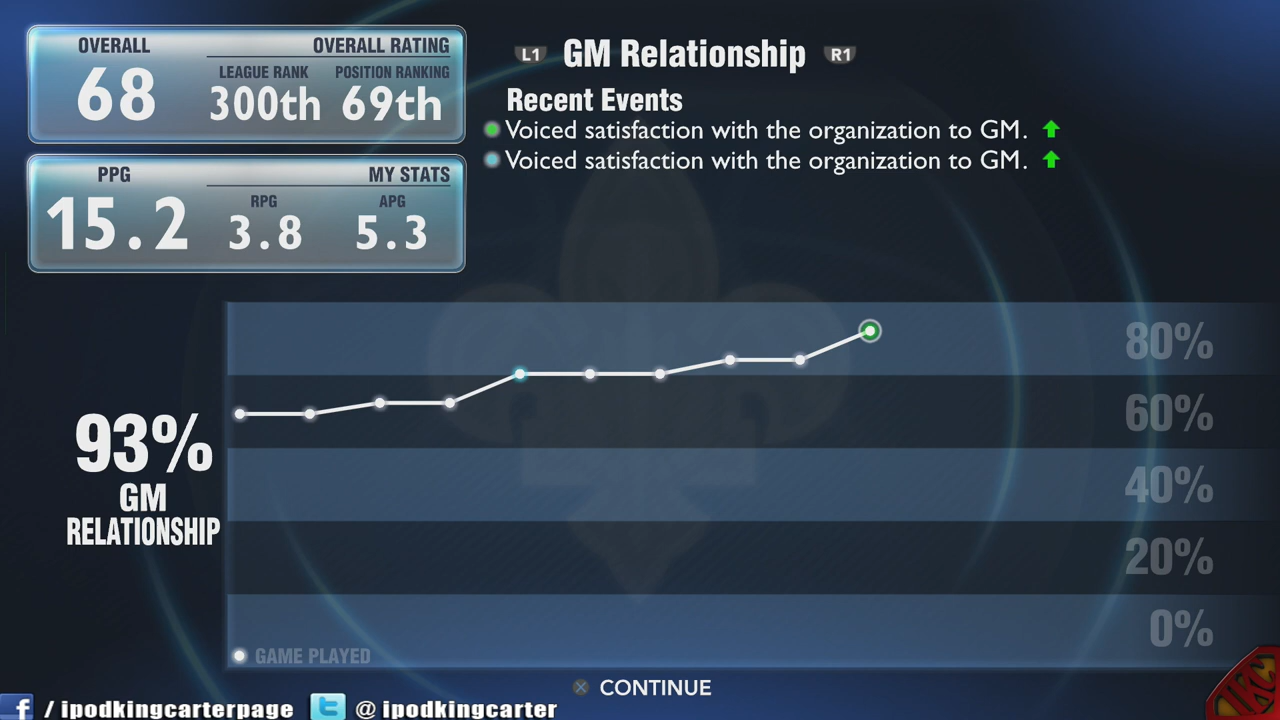 OVERALL
68
OVERALL RATING
LEAGUE RANK
300th
POSITION RANKING
69th
PPG
15.2
MY STATS
RPG
3.8
APG
5.3
L1 GM Relationship R1
Recent Events
Voiced satisfaction with the organization to GM.
Voiced satisfaction with the organization to GM.
93%
GM
RELATIONSHIP
80%
60%
40%
20%
0%
GAME PLAYED
CONTINUE
f / ipodkingcarterpage t @ ipodkingcarter
IKC